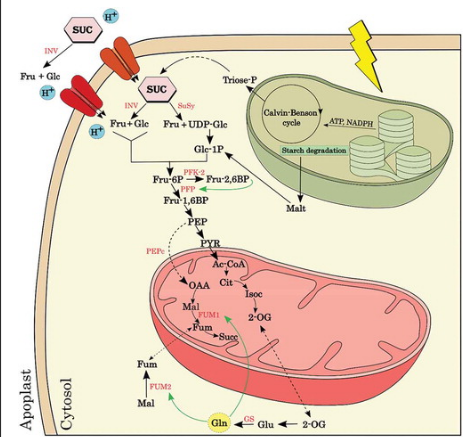 H+
SUC
H+
INV
Fru + Glc
H+
SUC
Triose-P
INV
SuSy
Calvin-Benson
cycle
ATP, NADPH
H+
Fru+Glc
Fru+UDP-Glc
Glc-1P
Starch degradation
PFK-2
Fru-6P
Fru-2,6BP
PFP
Fru-1,6BP
Malt
PEP
PYR
PEPc
Ac-CoA
Cit
OAA
Isoc
Mal
FUM1
2-OG
Fum
Succ
Fum
FUM2
Mal
Gln
GS
Glu
2-OG
Apoplast
Cytosol